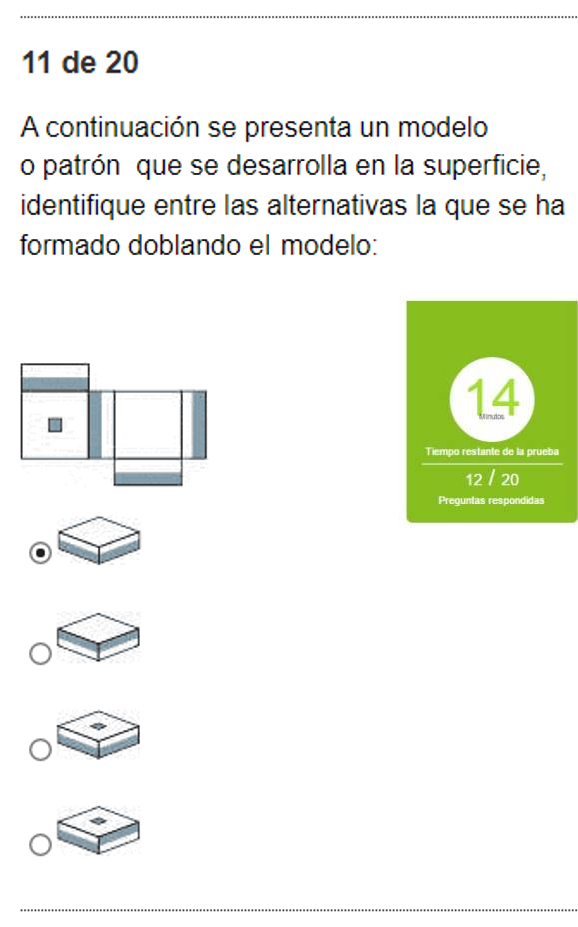 11 de 20
A continuación se presenta un modelo
o patrón que se desarrolla en la superficie,
identifique entre las alternativas la que se ha
formado doblando el modelo:
14
Minutos
Tiempo restante de la prueba
12 / 20
Preguntas respondidas